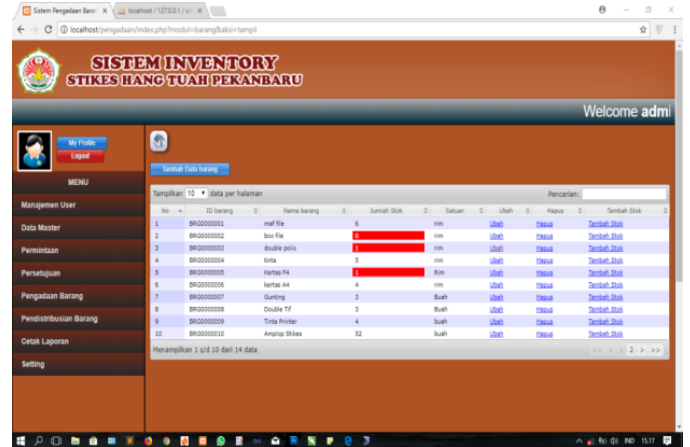 Sistem Pengadaan Baran
localhost / 127.0.0.1 /
localhost/pengadaan/index.php?modul=barang&aksi=tampil
SISTEM INVENTORY
STIKES HANG TUAH PEKANBARU
Welcome admi
My Profile
Logout
MENU
Manajemen User
Data Master
Permintaan
Persetujuan
Pengadaan Barang
Pendistribusian Barang
Cetak Laporan
Setting
Tambah Data barang
Tampilkan 10 data per halaman Pencarian:
No ID barang Nama barang Jumlah Stok Satuan Ubah Hapus Tambah Stok
1 BRG0000001 maf file 6 rim Ubah Hapus Tambah Stok
2 BRG0000002 box file 0 rim Ubah Hapus Tambah Stok
3 BRG0000003 double polio 1 rim Ubah Hapus Tambah Stok
4 BRG0000004 tinta 5 rim Ubah Hapus Tambah Stok
5 BRG0000005 Kertas F4 1 Rim Ubah Hapus Tambah Stok
6 BRG0000006 kertas A4 4 rim Ubah Hapus Tambah Stok
7 BRG0000007 Gunting 3 Buah Ubah Hapus Tambah Stok
8 BRG0000008 Double Tif 3 Buah Ubah Hapus Tambah Stok
9 BRG0000009 Tinta Printer 4 buah Ubah Hapus Tambah Stok
10 BRG0000010 Amplop Stikes 52 buah Ubah Hapus Tambah Stok
Menampilkan 1 s/d 10 dari 14 data << < 1 2 > >>
IND 15.17